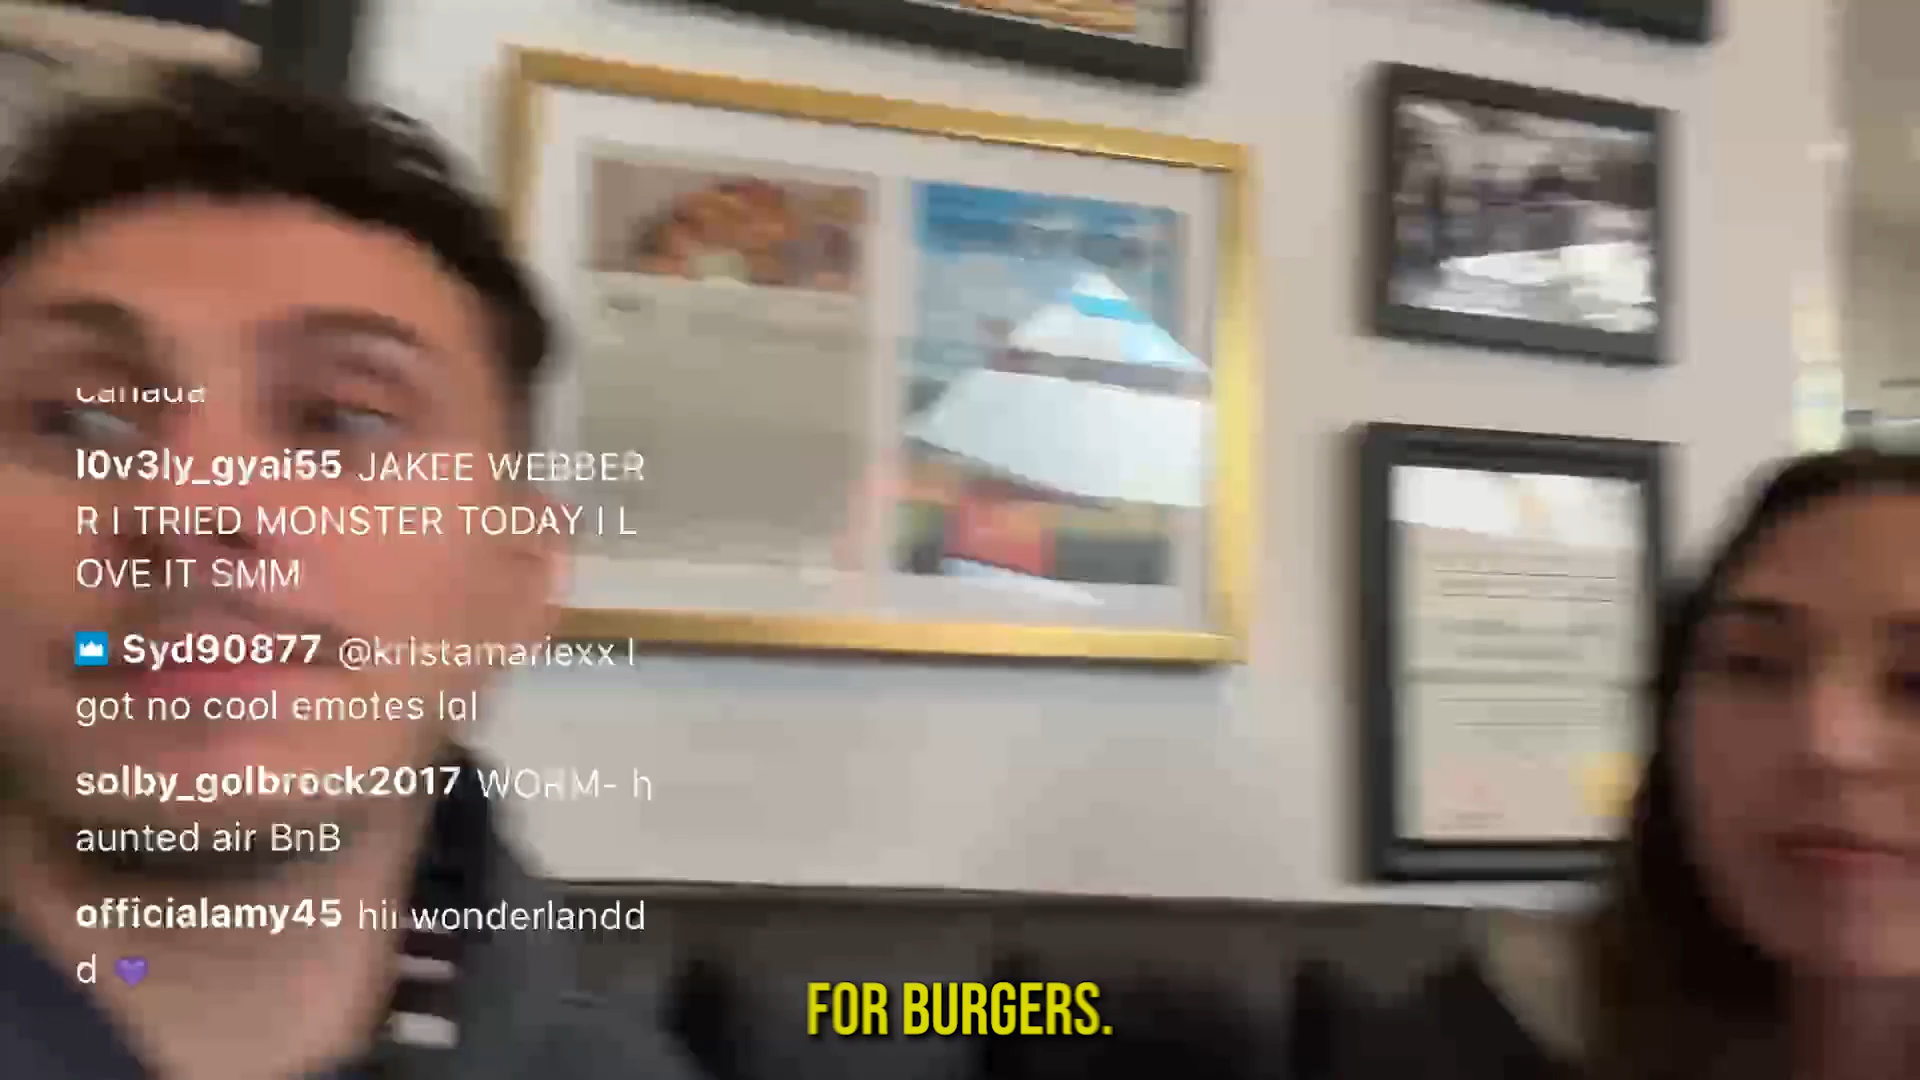 l0v3ly_gyai55 JAKEE WEBBER
R I TRIED MONSTER TODAY I L
OVE IT SMM
Syd90877 @kristamariexx I
got no cool emotes lol
solby_golbrock2017 WORM- h
aunted air BnB
officialamy45 hii wonderlandd
d 💜
FOR BURGERS.